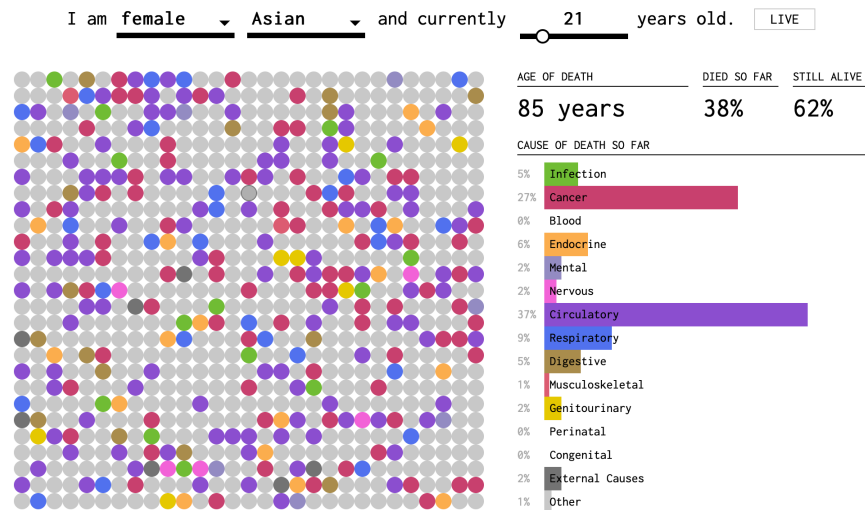 I am female Asian and currently 21 years old. LIVE
AGE OF DEATH DIED SO FAR STILL ALIVE
85 years 38% 62%
CAUSE OF DEATH SO FAR
5% Infection
27% Cancer
0% Blood
6% Endocrine
2% Mental
2% Nervous
37% Circulatory
9% Respiratory
5% Digestive
1% Musculoskeletal
2% Genitourinary
0% Perinatal
0% Congenital
2% External Causes
1% Other